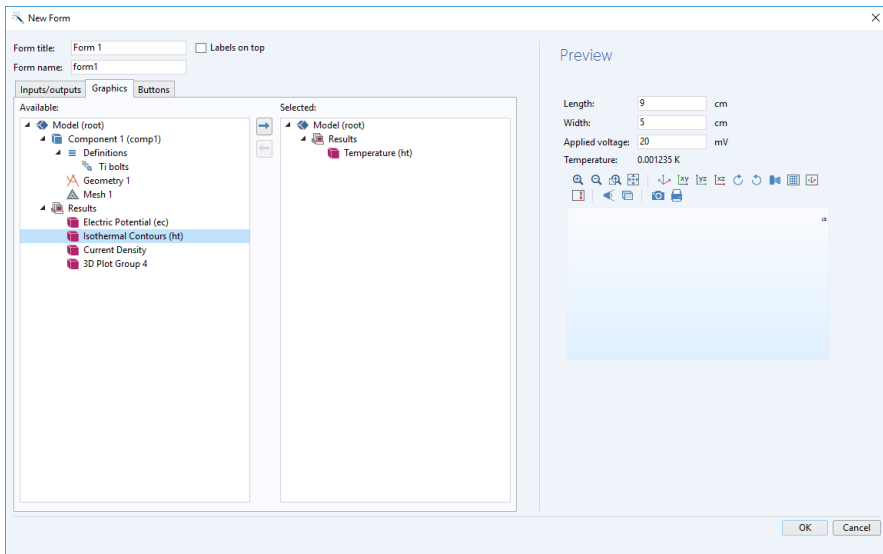 New Form
Form title: Form 1 Labels on top
Form name: form1
Inputs/outputs Graphics Buttons
Available:
Model (root)
Component 1 (comp1)
Definitions
Ti bolts
Geometry 1
Mesh 1
Results
Electric Potential (ec)
Isothermal Contours (ht)
Current Density
3D Plot Group 4
Selected:
Model (root)
Results
Temperature (ht)
Preview
Length: 9 cm
Width: 5 cm
Applied voltage: 20 mV
Temperature: 0.001235 K
xy yz xz
OK Cancel